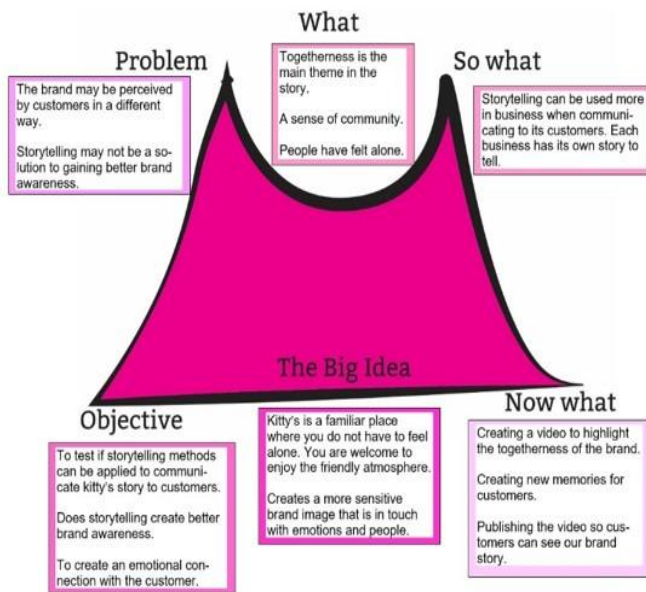 What
Problem
So what
Togetherness is the
main theme in the
story.
A sense of community.
People have felt alone.
The brand may be perceived
by customers in a different
way.
Storytelling may not be a so-
lution to gaining better brand
awareness.
Storytelling can be used more
in business when communi-
cating to its customers. Each
business has its own story to
tell.
The Big Idea
Objective
Now what
To test if storytelling methods
can be applied to communi-
cate kitty's story to customers.
Does storytelling create better
brand awareness.
To create an emotional con-
nection with the customer.
Kitty's is a familiar place
where you do not have to feel
alone. You are welcome to
enjoy the friendly atmosphere.
Creates a more sensitive
brand image that is in touch
with emotions and people.
Creating a video to highlight
the togetherness of the brand.
Creating new memories for
customers.
Publishing the video so cus-
tomers can see our brand
story.